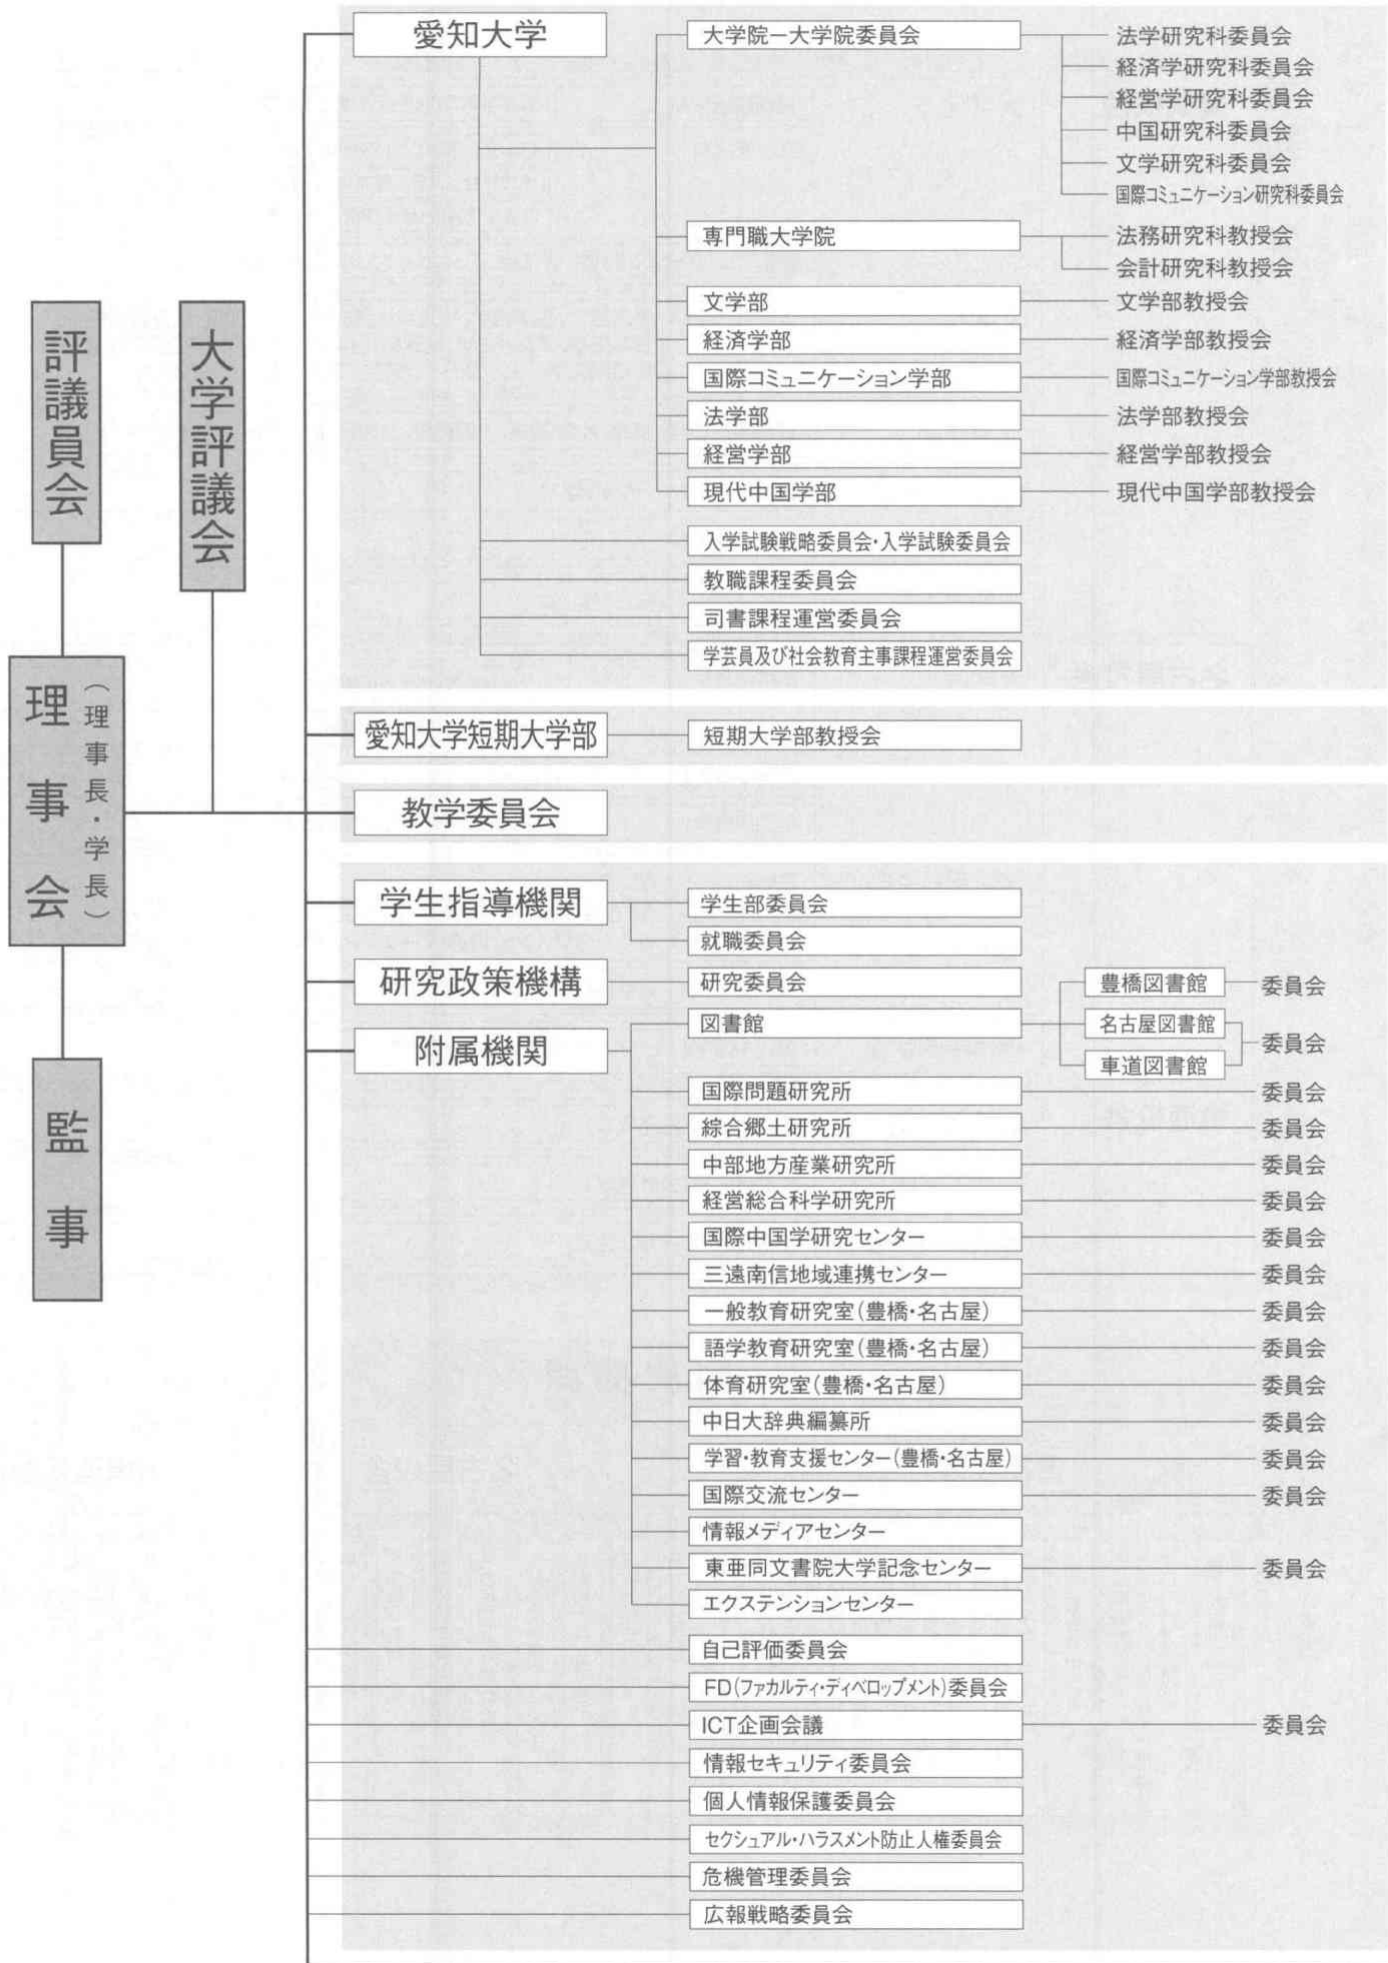 評議員会
大学評議会
理事会
(理事長・学長)
監事
愛知大学
大学院－大学院委員会
法学研究科委員会
経済学研究科委員会
経営学研究科委員会
中国研究科委員会
文学研究科委員会
国際コミュニケーション研究科委員会
専門職大学院
法務研究科教授会
会計研究科教授会
文学部 文学部教授会
経済学部 経済学部教授会
国際コミュニケーション学部 国際コミュニケーション学部教授会
法学部 法学部教授会
経営学部 経営学部教授会
現代中国学部 現代中国学部教授会
入学試験戦略委員会・入学試験委員会
教職課程委員会
司書課程運営委員会
学芸員及び社会教育主事課程運営委員会
愛知大学短期大学部 短期大学部教授会
教学委員会
学生指導機関 学生部委員会
就職委員会
研究政策機構 研究委員会
附属機関
図書館
豊橋図書館 委員会
名古屋図書館
車道図書館
委員会
国際問題研究所 委員会
綜合郷土研究所 委員会
中部地方産業研究所 委員会
経営総合科学研究所 委員会
国際中国学研究センター 委員会
三遠南信地域連携センター 委員会
一般教育研究室(豊橋・名古屋) 委員会
語学教育研究室(豊橋・名古屋) 委員会
体育研究室(豊橋・名古屋) 委員会
中日大辞典編纂所 委員会
学習・教育支援センター(豊橋・名古屋) 委員会
国際交流センター 委員会
情報メディアセンター
東亜同文書院大学記念センター 委員会
エクステンションセンター
自己評価委員会
FD(ファカルティ・ディベロップメント)委員会
ICT企画会議 委員会
情報セキュリティ委員会
個人情報保護委員会
セクシュアル・ハラスメント防止人権委員会
危機管理委員会
広報戦略委員会